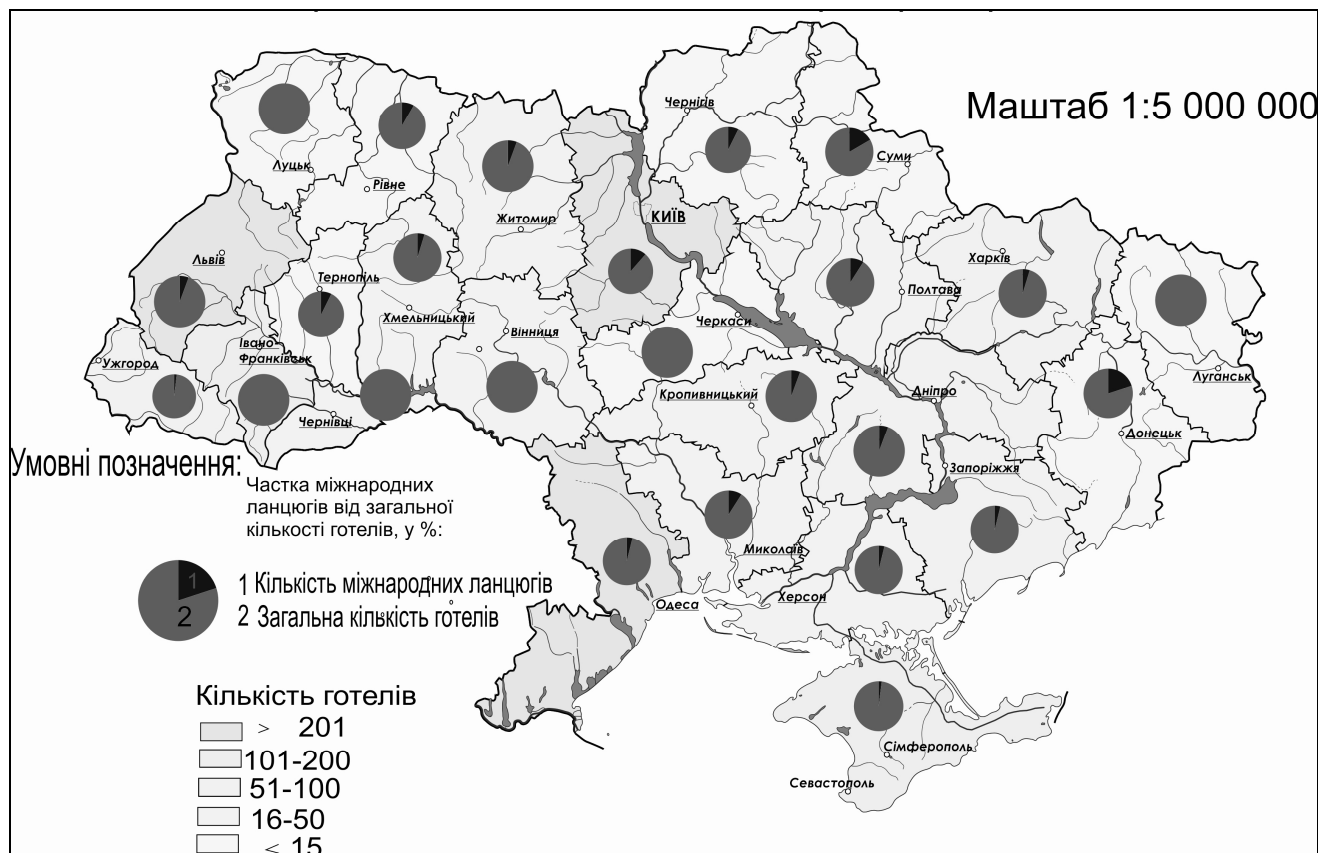 Маштаб 1:5 000 000
Чернігів
Суми
Луцьк
Рівне
Житомир
КИЇВ
Львів
Тернопіль
Хмельницький
Вінниця
Черкаси
Полтава
Харків
Луганськ
Ужгород
Івано-
Франківськ
Чернівці
Кропивницький
Дніпро
Донецьк
Запоріжжя
Миколаїв
Херсон
Одеса
Сімферополь
Севастополь
Умовні позначення:
Частка міжнародних
ланцюгів від загальної
кількості готелів, у %:
1
2
1 Кількість міжнародних ланцюгів
2 Загальна кількість готелів
Кількість готелів
> 201
101-200
51-100
16-50
< 15